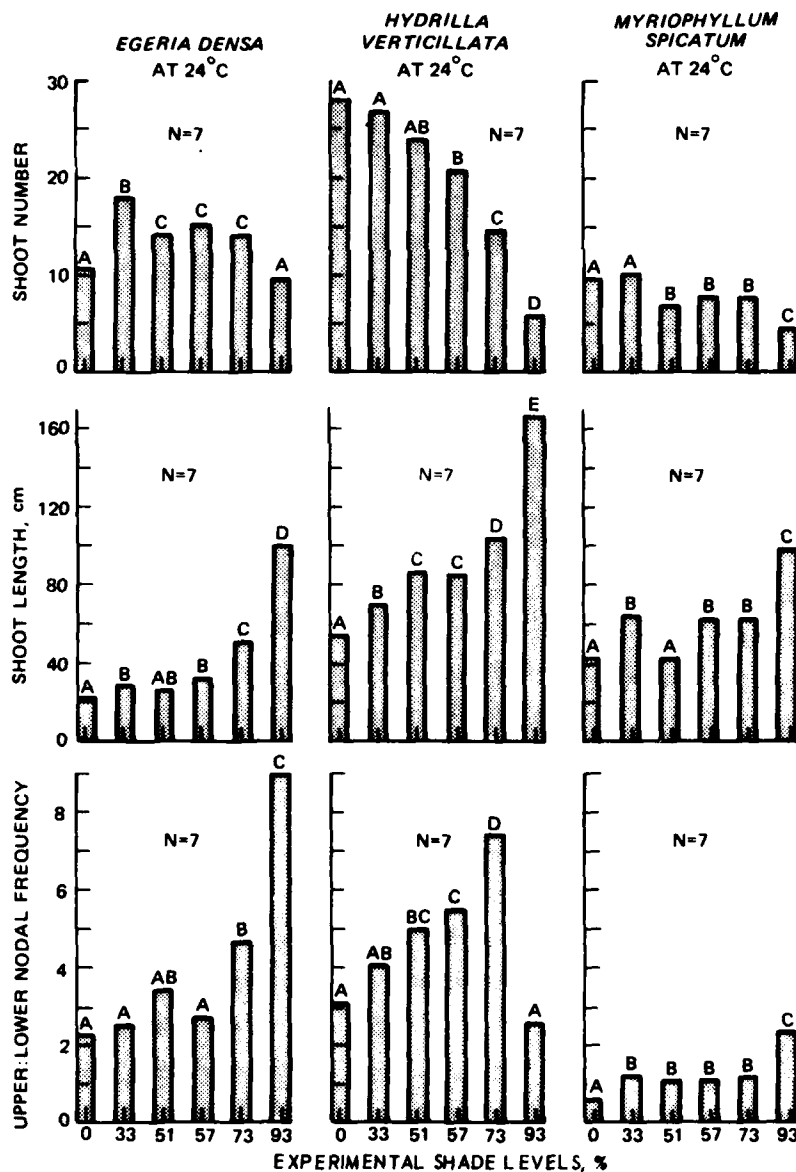 EGERIA DENSA
AT 24°C
HYDRILLA
VERTICILLATA
AT 24°C
MYRIOPHYLLUM
SPICATUM
AT 24°C
SHOOT NUMBER
30
20
10
0
N=7
A B C C C A
N=7
A A AB B C D
N=7
A A B B B C
SHOOT LENGTH, cm
160
120
80
40
0
N=7
A B AB B C D
N=7
A B C C D E
N=7
A B A B B C
UPPER:LOWER NODAL FREQUENCY
8
6
4
2
0
N=7
A A AB A B C
N=7
A AB BC C D A
N=7
A B B B B C
0 33 51 57 73 93
0 33 51 57 73 93
0 33 51 57 73 93
EXPERIMENTAL SHADE LEVELS, %